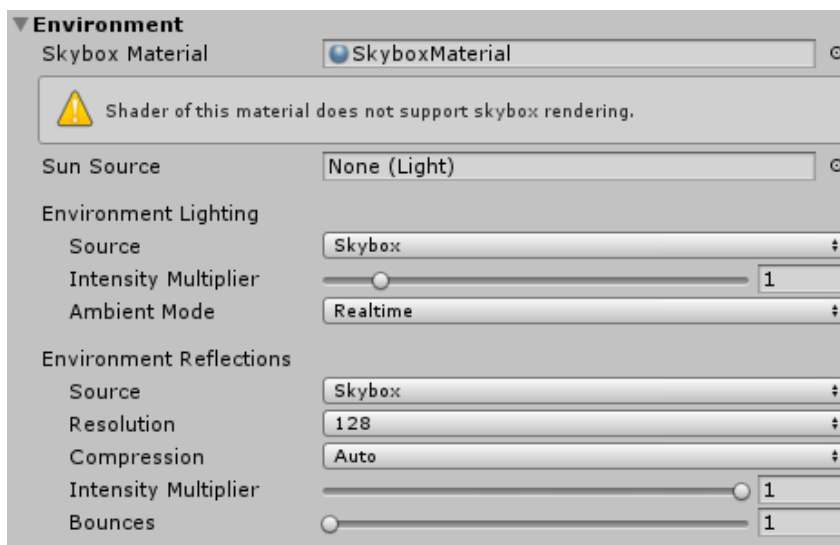 Environment
Skybox Material SkyboxMaterial
Shader of this material does not support skybox rendering.
Sun Source None (Light)
Environment Lighting
Source Skybox
Intensity Multiplier 1
Ambient Mode Realtime
Environment Reflections
Source Skybox
Resolution 128
Compression Auto
Intensity Multiplier 1
Bounces 1